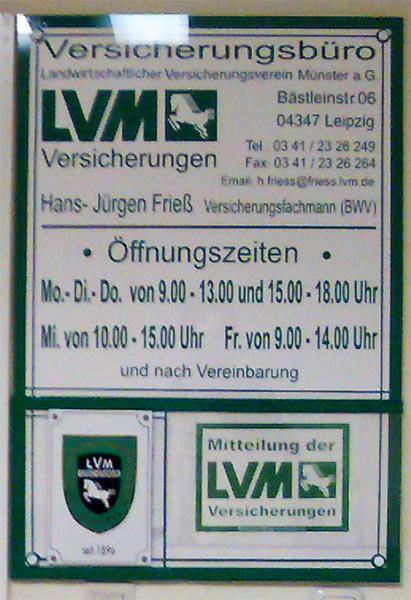 Versicherungsbüro
Landwirtschaftlicher Versicherungsverein Münster a.G.
LVM
Versicherungen
Bästleinstr.06
04347 Leipzig
Tel.: 03 41 / 23 26 249
Fax: 03 41 / 23 26 264
Email: h.friess@friess.lvm.de
Hans- Jürgen Frieß Versicherungsfachmann (BWV)
• Öffnungszeiten •
Mo.- Di.- Do. von 9.00 - 13.00 und 15.00 - 18.00 Uhr
Mi. von 10.00 - 15.00 Uhr Fr. von 9.00 - 14.00 Uhr
und nach Vereinbarung
LVM
seit 1896
Mitteilung der
LVM
Versicherungen